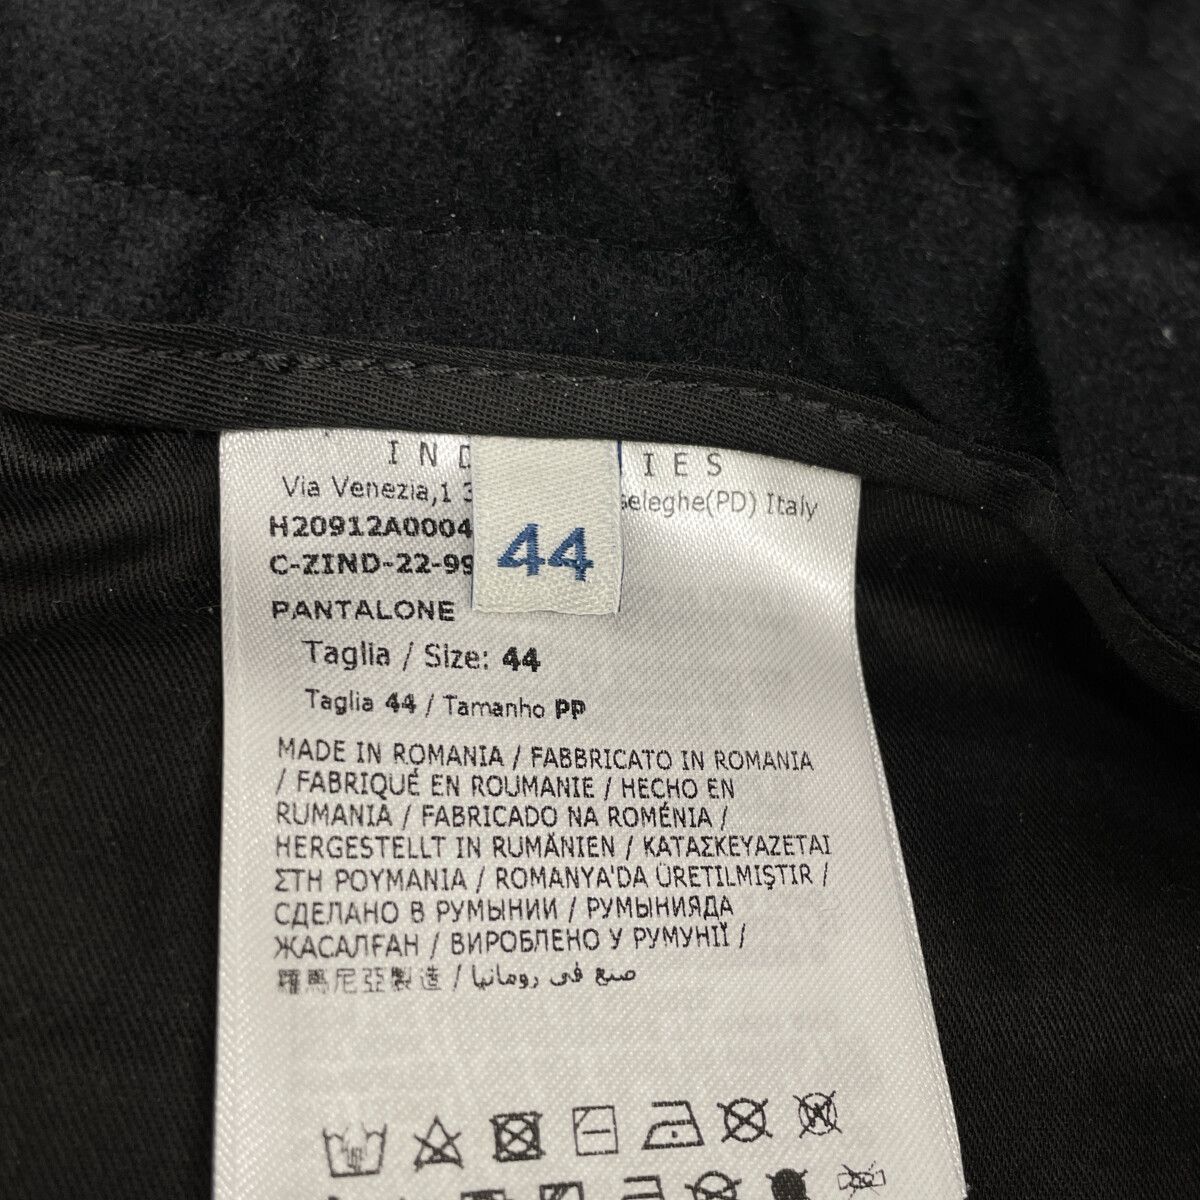 IND IES
Via Venezia,1 seleghe(PD) Italy
H20912A0004
C-ZIND-22-99
44
PANTALONE
Taglia / Size: 44
Taglia 44 / Tamanho PP
MADE IN ROMANIA / FABBRICATO IN ROMANIA
/ FABRIQUÉ EN ROUMANIE / HECHO EN
RUMANIA / FABRICADO NA ROMÉNIA /
HERGESTELLT IN RUMÄNIEN / ΚΑΤΑΣΚΕΥΑΖΕΤΑΙ
ΣΤΗ ΡΟΥΜΑΝΙΑ / ROMANYA'DA ÜRETILMIŞTIR /
СДЕЛАНО В РУМЫНИИ / РУМЫНИЯДА
ЖАСАЛҒАН / ВИРОБЛЕНО У РУМУНІЇ /
羅馬尼亞製造 / صنع في رومانيا